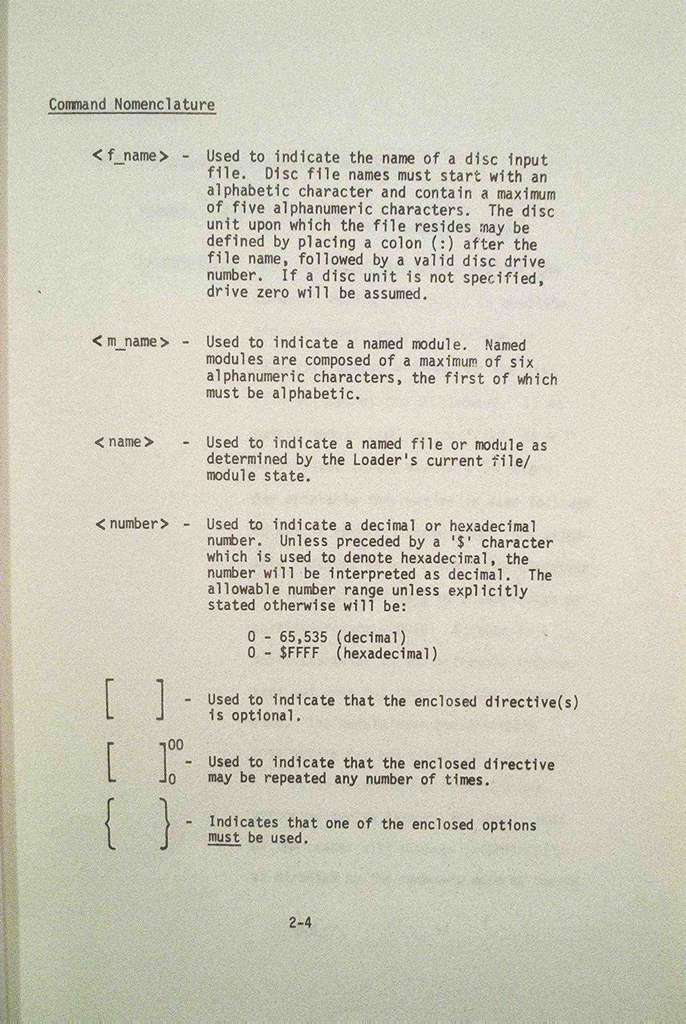 Command Nomenclature
<f_name> - Used to indicate the name of a disc input
file. Disc file names must start with an
alphabetic character and contain a maximum
of five alphanumeric characters. The disc
unit upon which the file resides may be
defined by placing a colon (:) after the
file name, followed by a valid disc drive
number. If a disc unit is not specified,
drive zero will be assumed.
<m_name> - Used to indicate a named module. Named
modules are composed of a maximum of six
alphanumeric characters, the first of which
must be alphabetic.
<name> - Used to indicate a named file or module as
determined by the Loader's current file/
module state.
<number> - Used to indicate a decimal or hexadecimal
number. Unless preceded by a '$' character
which is used to denote hexadecimal, the
number will be interpreted as decimal. The
allowable number range unless explicitly
stated otherwise will be:
0 - 65,535 (decimal)
0 - $FFFF (hexadecimal)
[ ] - Used to indicate that the enclosed directive(s)
is optional.
[ ]00 0 - Used to indicate that the enclosed directive
may be repeated any number of times.
{ } - Indicates that one of the enclosed options
must be used.
2-4